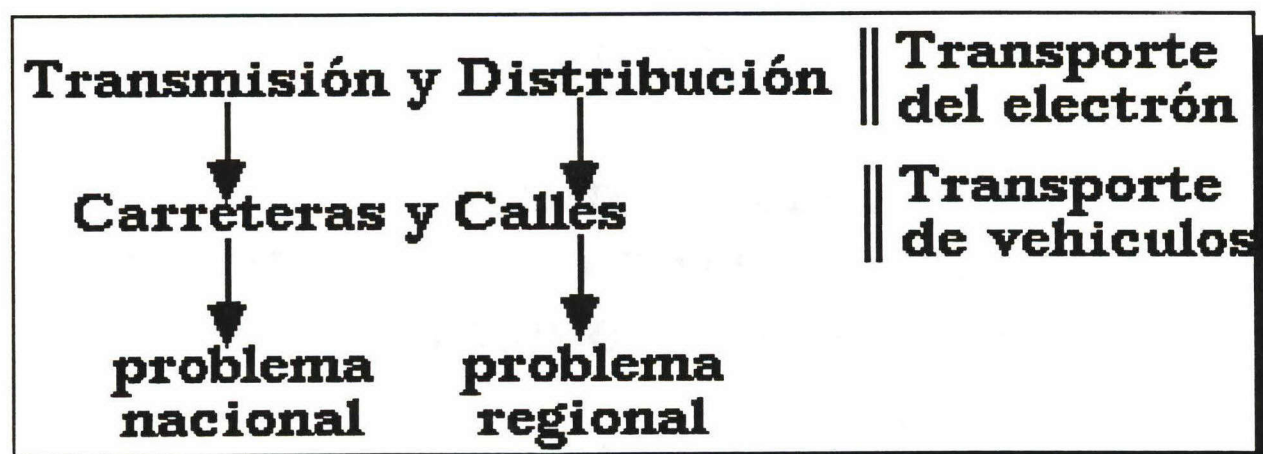 Transmisión y Distribución
Transporte
del electrón
Carreteras y Calles
Transporte
de vehiculos
problema
nacional
problema
regional